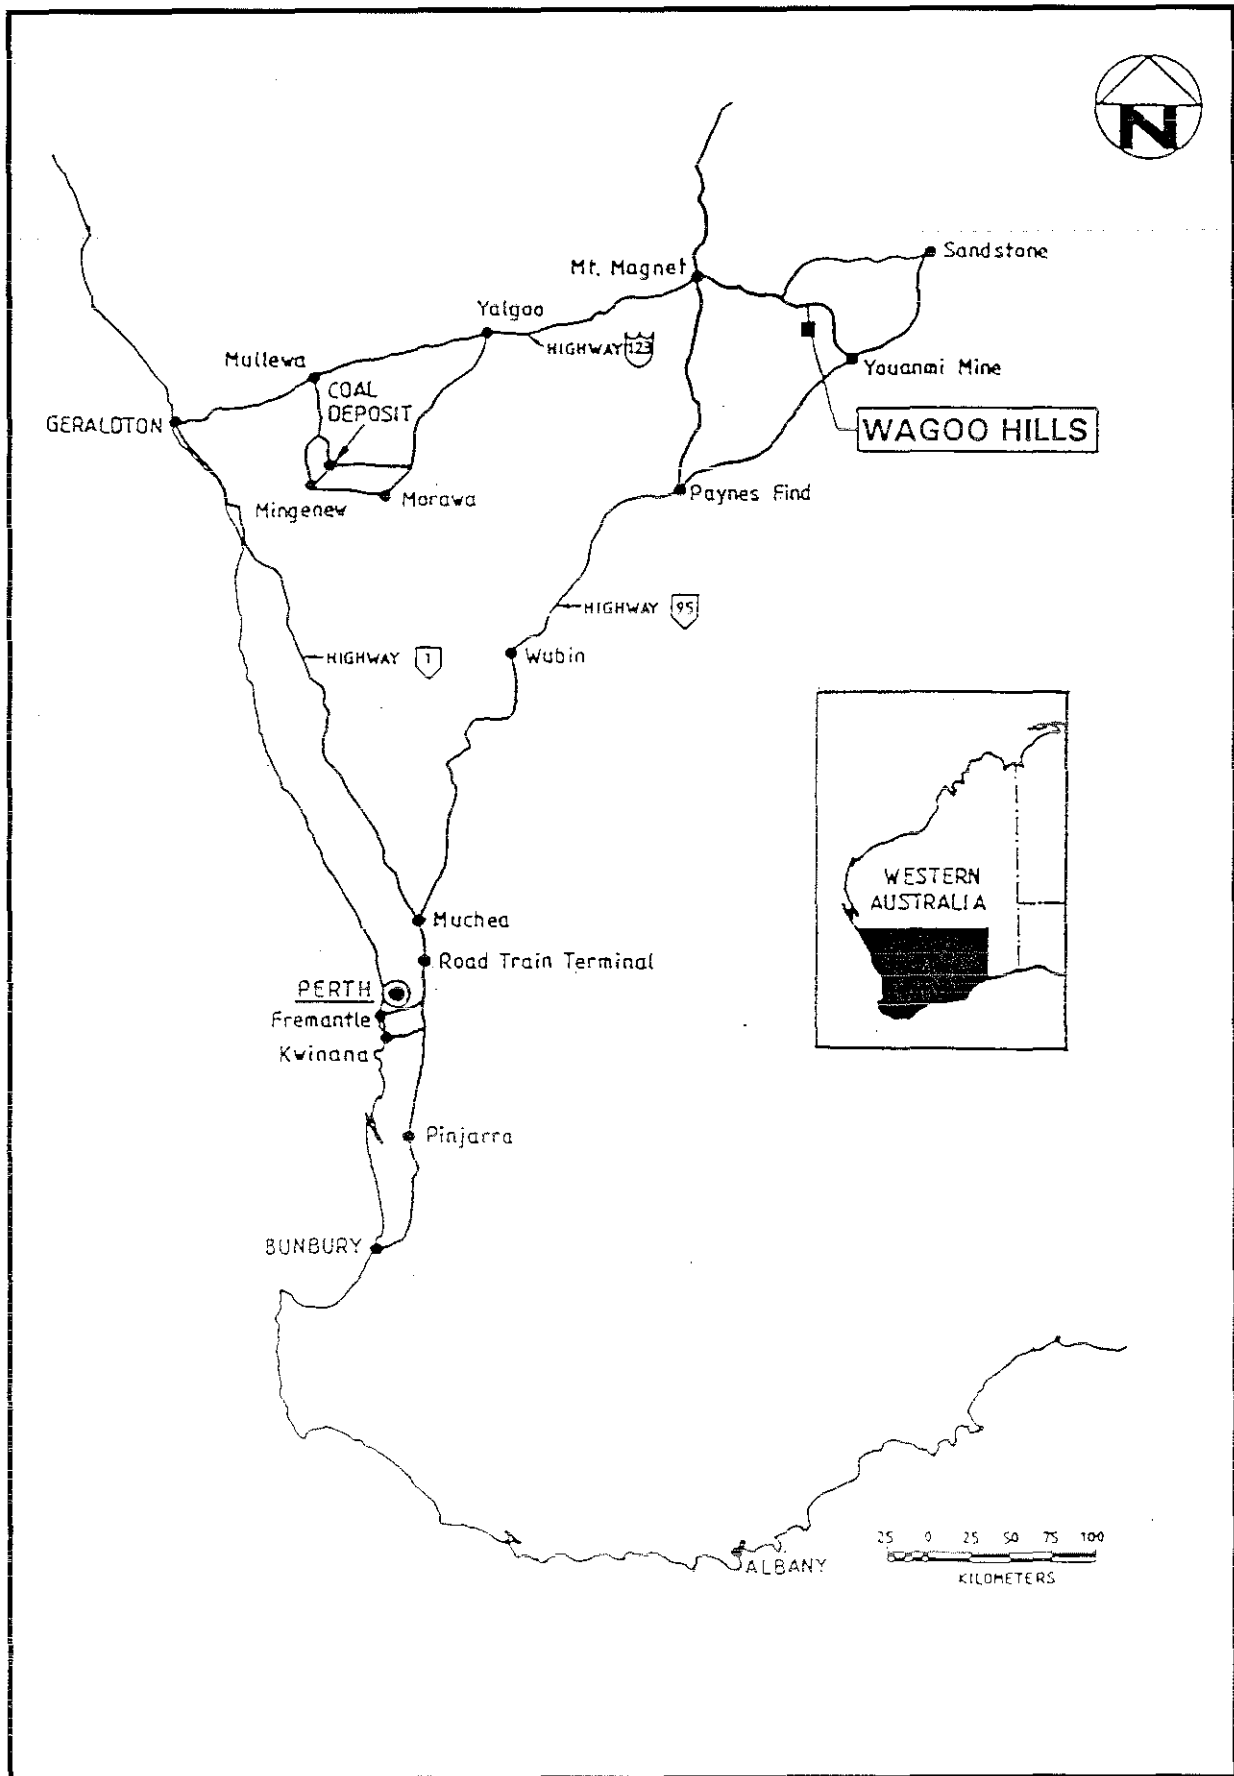 N
Sandstone
Mt. Magnet
Yalgoo
HIGHWAY 123
Mullewa
Youanmi Mine
COAL
DEPOSIT
GERALDTON
WAGOO HILLS
Mingenew
Morawa
Paynes Find
HIGHWAY 95
Wubin
HIGHWAY 1
WESTERN
AUSTRALIA
Muchea
Road Train Terminal
PERTH
Fremantle
Kwinana
Pinjarra
BUNBURY
25 0 25 50 75 100
KILOMETERS
ALBANY